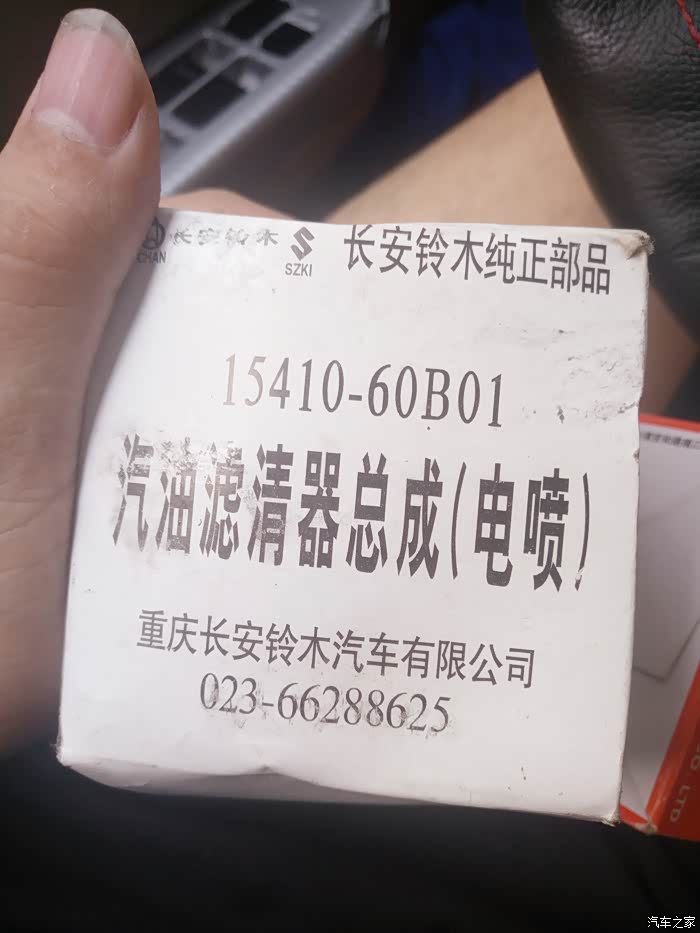 长安铃木
CHAN
SZKI
长安铃木纯正部品
15410-60B01
汽油滤清器总成(电喷)
重庆长安铃木汽车有限公司
023-66288625
O., LTD
汽车之家